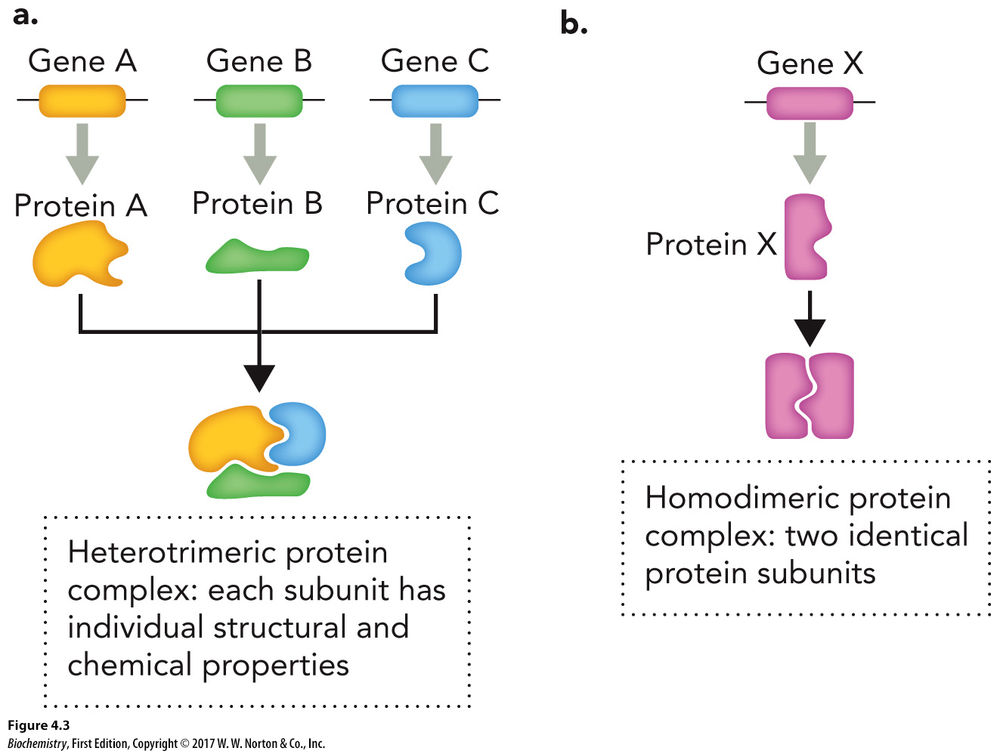 a.
Gene A
Gene B
Gene C
Protein A
Protein B
Protein C
Heterotrimeric protein
complex: each subunit has
individual structural and
chemical properties
b.
Gene X
Protein X
Homodimeric protein
complex: two identical
protein subunits
Figure 4.3
Biochemistry, First Edition, Copyright © 2017 W. W. Norton & Co., Inc.